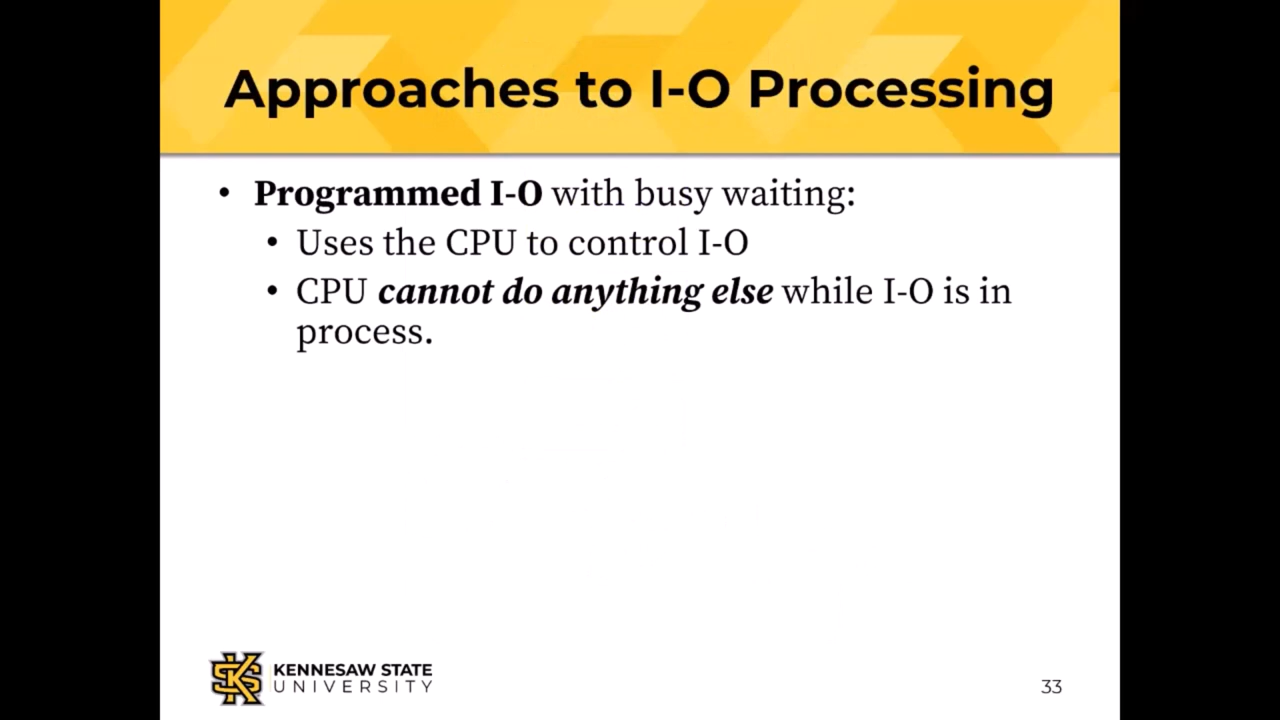 Approaches to I-O Processing
• Programmed I-O with busy waiting:
• Uses the CPU to control I-O
• CPU cannot do anything else while I-O is in
process.
KS
KENNESAW STATE
UNIVERSITY
33